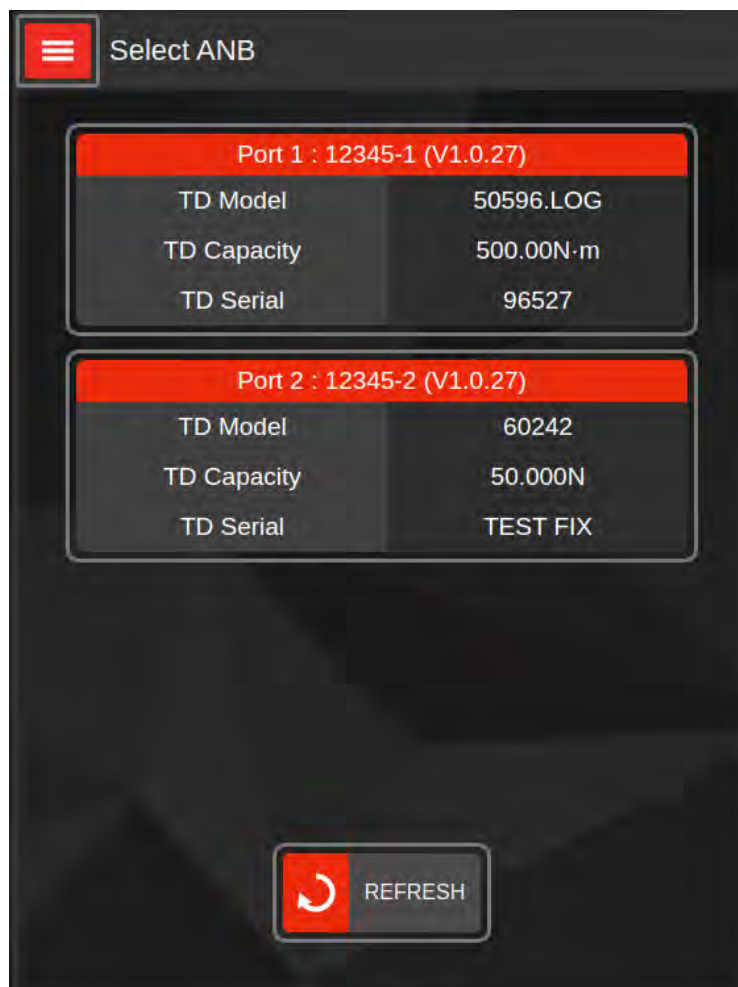 Select ANB
Port 1 : 12345-1 (V1.0.27)
TD Model 50596.LOG
TD Capacity 500.00N·m
TD Serial 96527
Port 2 : 12345-2 (V1.0.27)
TD Model 60242
TD Capacity 50.000N
TD Serial TEST FIX
REFRESH